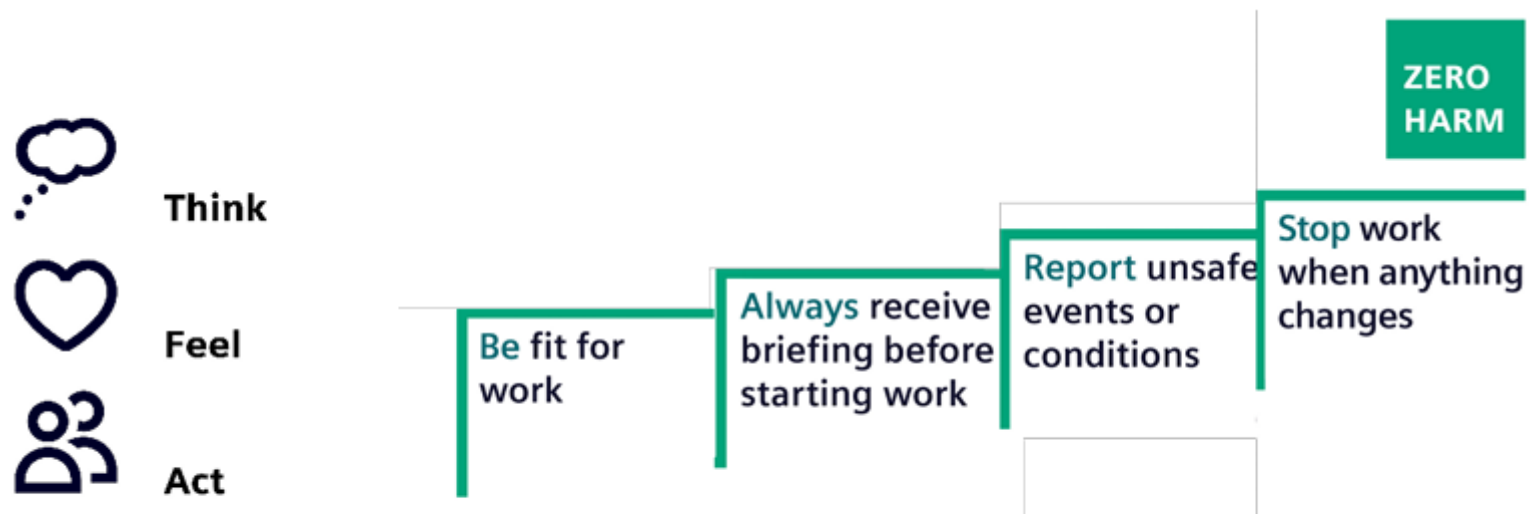 Think
Feel
Act
Be fit for
work
Always receive
briefing before
starting work
Report unsafe
events or
conditions
Stop work
when anything
changes
ZERO
HARM